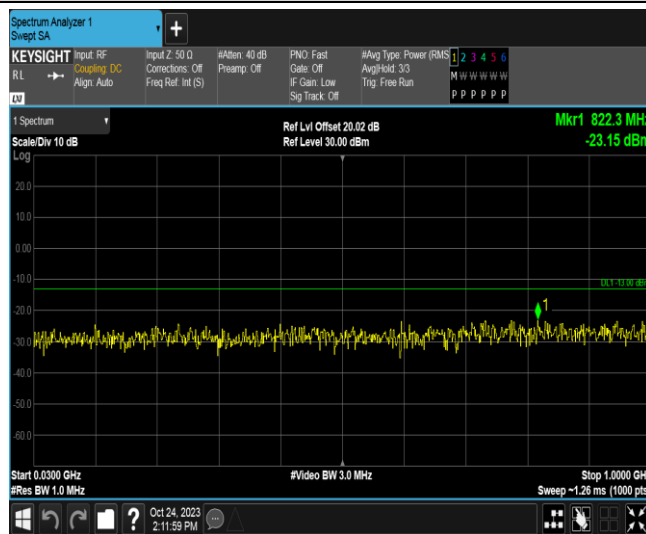 Spectrum Analyzer 1
Swept SA
KEYSIGHT
RL
LXI
Input: RF
Coupling: DC
Align: Auto
Input Z: 50 Ω
Corrections: Off
Freq Ref: Int (S)
#Atten: 40 dB
Preamp: Off
PNO: Fast
Gate: Off
IF Gain: Low
Sig Track: Off
#Avg Type: Power (RMS
Avg|Hold: 3/3
Trig: Free Run
1 2 3 4 5 6
M W W W W W
P P P P P P
1 Spectrum
Scale/Div 10 dB
Log
Ref Lvl Offset 20.02 dB
Ref Level 30.00 dBm
Mkr1 822.3 MHz
-23.15 dBm
20.0
10.0
0.00
-10.0
DL1 -13.00 dBm
-20.0
1
-30.0
-40.0
-50.0
-60.0
Start 0.0300 GHz
#Res BW 1.0 MHz
#Video BW 3.0 MHz
Stop 1.0000 GH
Sweep ~1.26 ms (1000 pts
?
Oct 24, 2023
2:11:59 PM